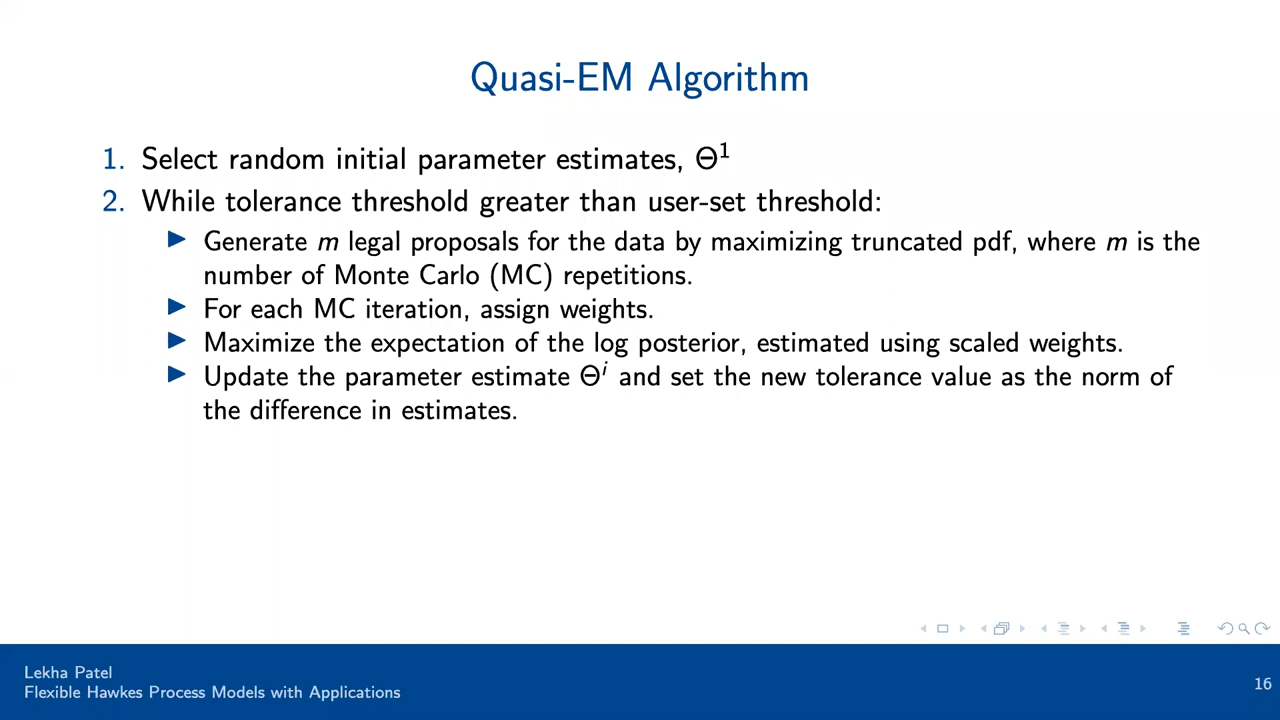 Quasi-EM Algorithm
1. Select random initial parameter estimates, Θ¹
2. While tolerance threshold greater than user-set threshold:
▶ Generate m legal proposals for the data by maximizing truncated pdf, where m is the
number of Monte Carlo (MC) repetitions.
▶ For each MC iteration, assign weights.
▶ Maximize the expectation of the log posterior, estimated using scaled weights.
▶ Update the parameter estimate Θⁱ and set the new tolerance value as the norm of
the difference in estimates.
Lekha Patel
Flexible Hawkes Process Models with Applications
16